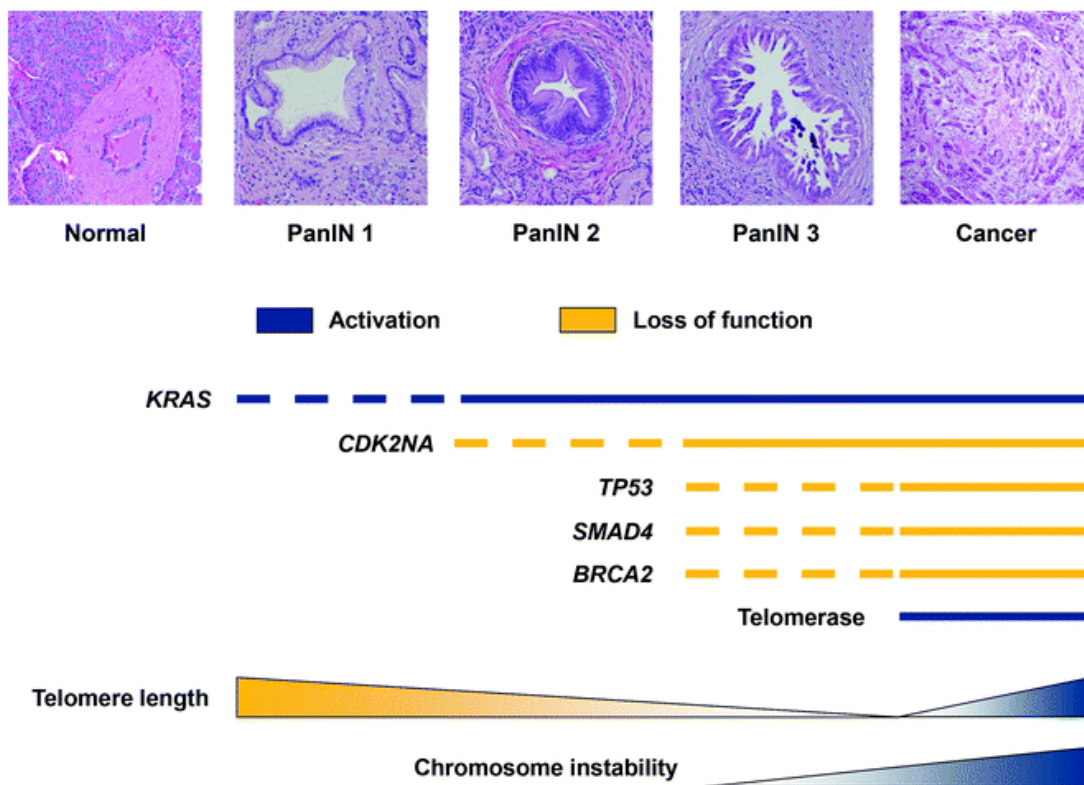 Normal PanIN 1 PanIN 2 PanIN 3 Cancer
Activation Loss of function
KRAS
CDK2NA
TP53
SMAD4
BRCA2
Telomerase
Telomere length
Chromosome instability